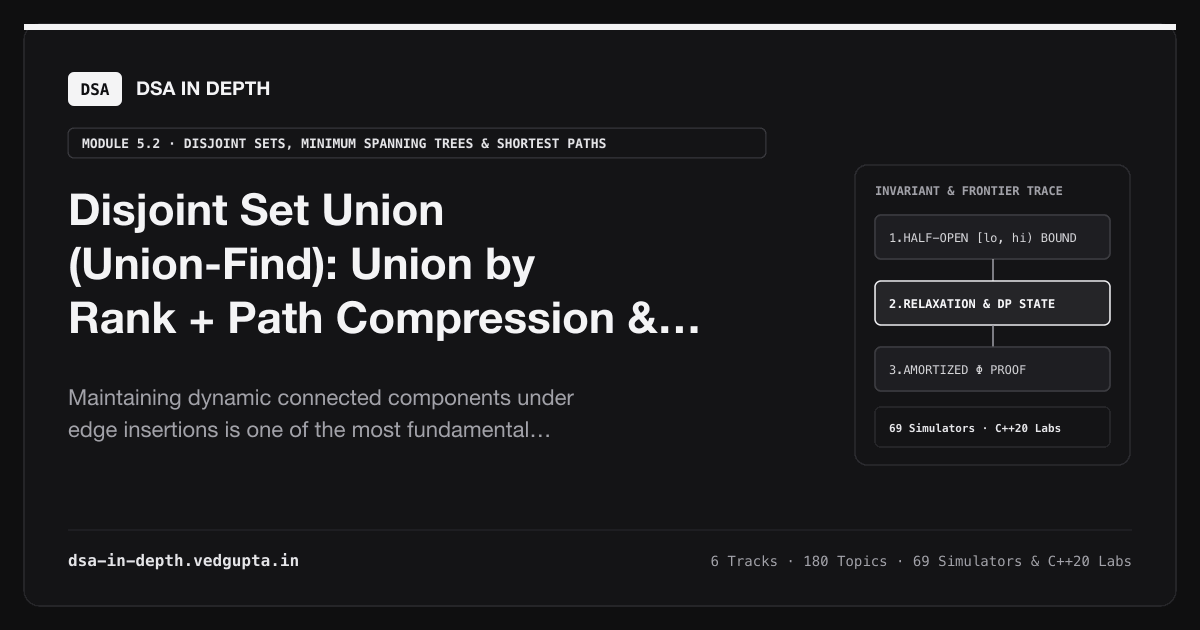 DSA
DSA IN DEPTH
MODULE 5.2 · DISJOINT SETS, MINIMUM SPANNING TREES & SHORTEST PATHS
Disjoint Set Union
(Union-Find): Union by
Rank + Path Compression &...
Maintaining dynamic connected components under
edge insertions is one of the most fundamental...
INVARIANT & FRONTIER TRACE
1.HALF-OPEN [lo, hi) BOUND
2.RELAXATION & DP STATE
3.AMORTIZED Φ PROOF
69 Simulators · C++20 Labs
dsa-in-depth.vedgupta.in
6 Tracks · 180 Topics · 69 Simulators & C++20 Labs